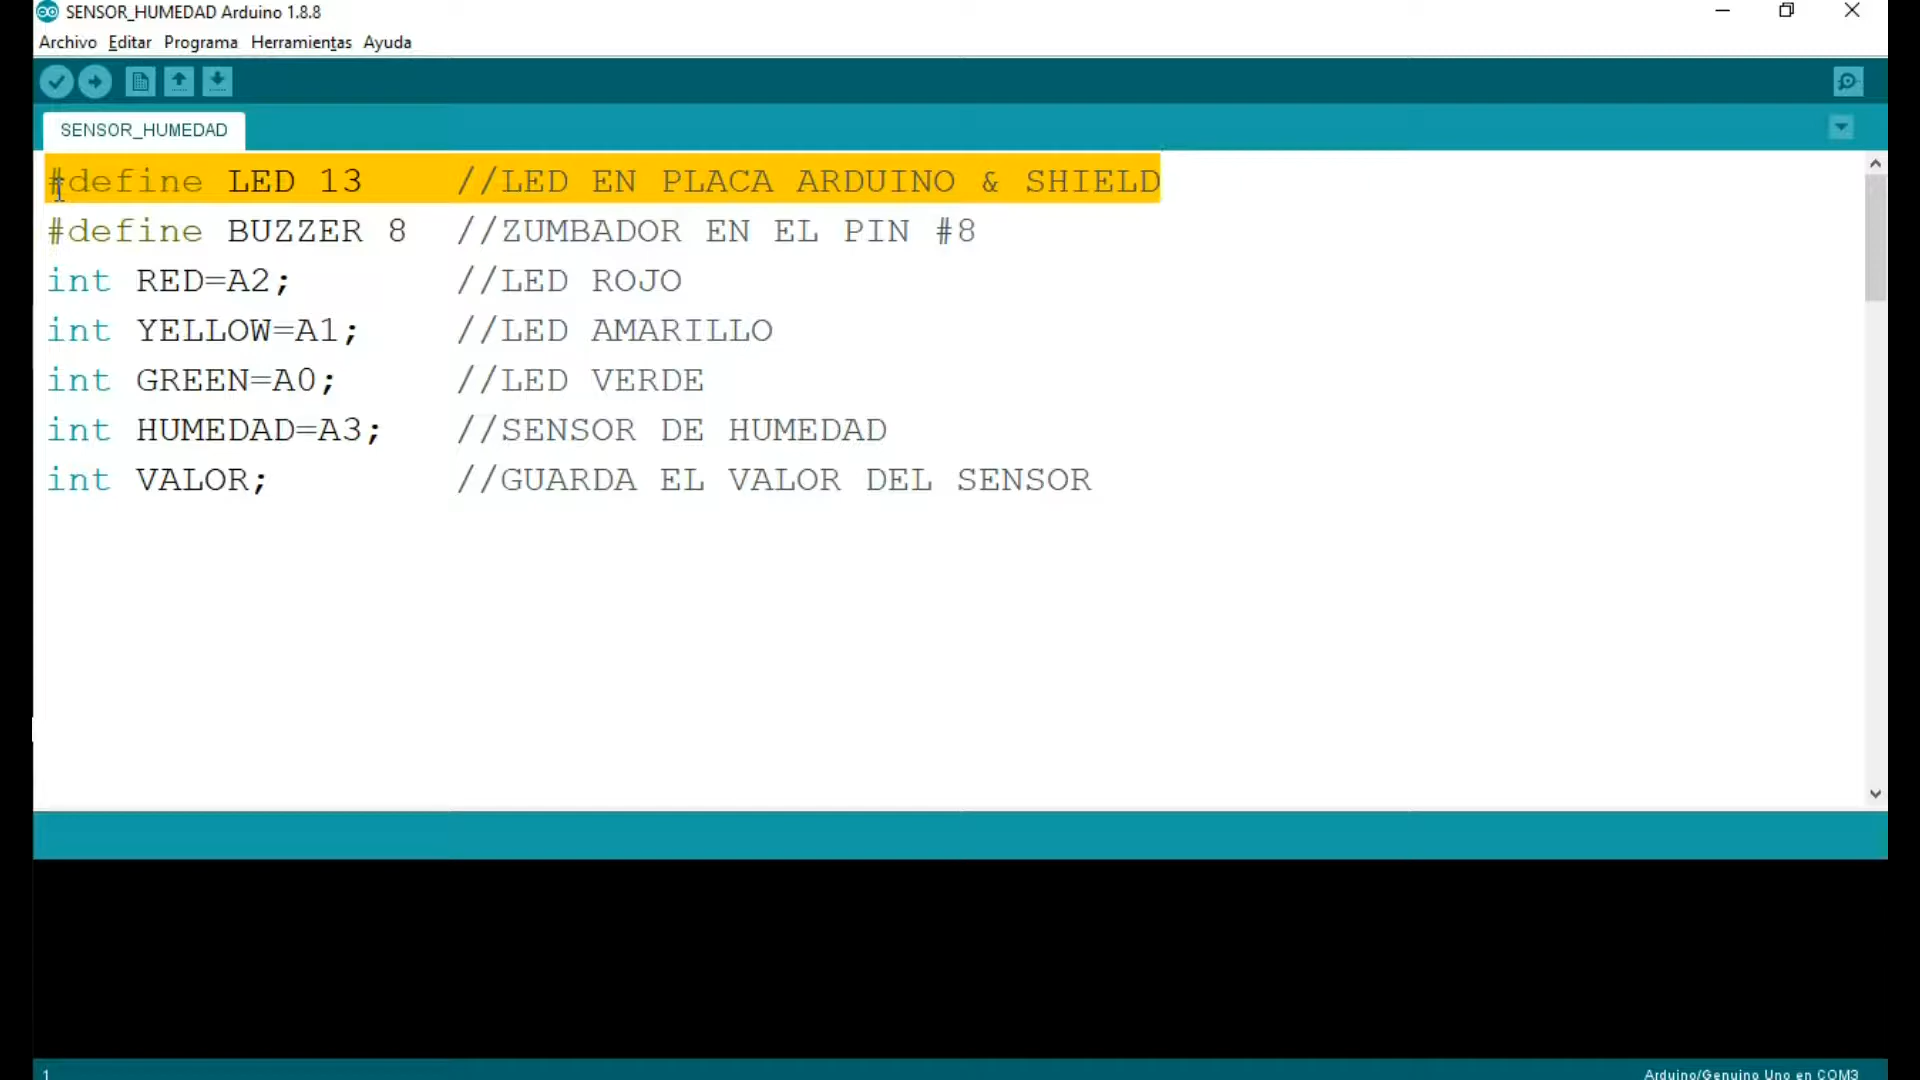 SENSOR_HUMEDAD Arduino 1.8.8
Archivo Editar Programa Herramientas Ayuda
SENSOR_HUMEDAD
#define LED 13 //LED EN PLACA ARDUINO & SHIELD
#define BUZZER 8 //ZUMBADOR EN EL PIN #8
int RED=A2; //LED ROJO
int YELLOW=A1; //LED AMARILLO
int GREEN=A0; //LED VERDE
int HUMEDAD=A3; //SENSOR DE HUMEDAD
int VALOR; //GUARDA EL VALOR DEL SENSOR
1 Arduino/Genuino Uno en COM3